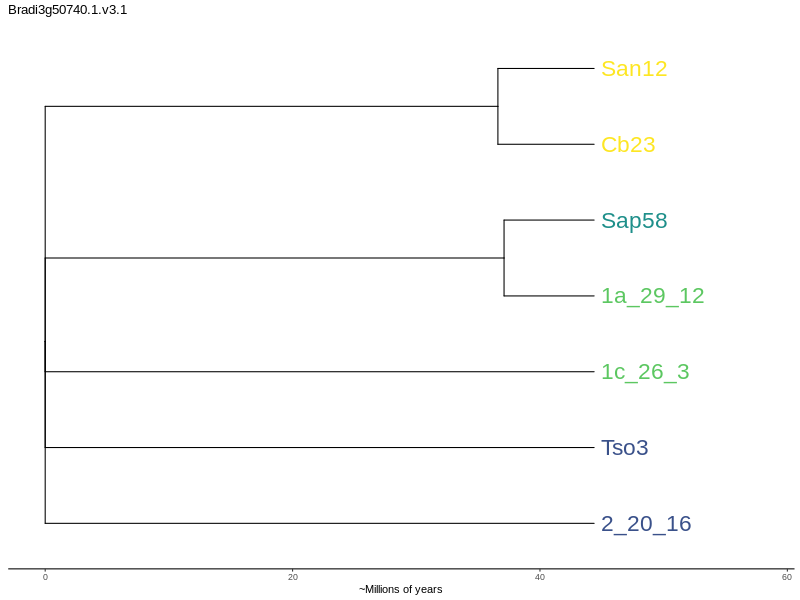 Bradi3g50740.1.v3.1
San12
Cb23
Sap58
1a_29_12
1c_26_3
Tso3
2_20_16
0 20 40 60
~Millions of years